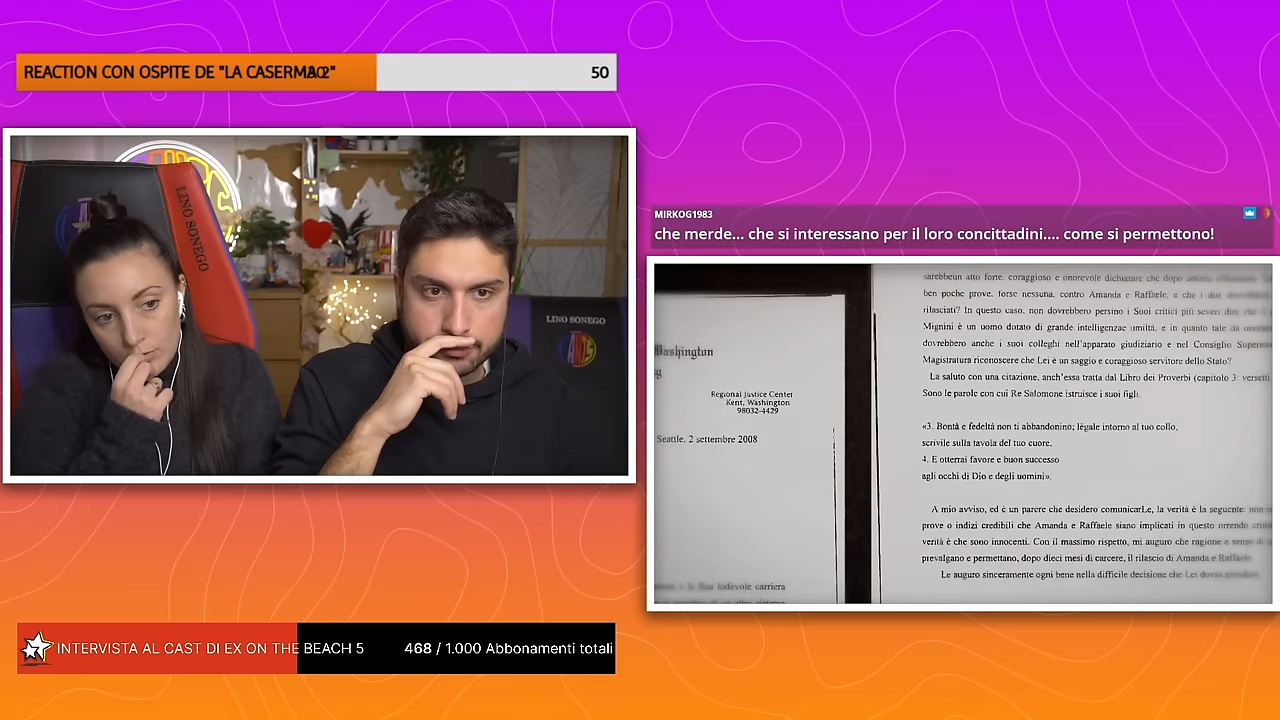 REACTION CON OSPITE DE "LA CASERMA 2"
50
LINO SONEGO
LINO SONEGO
MIRKOG1983
che merde... che si interessano per il loro concittadini.... come si permettono!
Washington
Regional Justice Center
Kent, Washington
98032-4429
Seattle, 2 settembre 2008
la Sua lodevole carriera
sarebbeun atto forte, coraggioso e onorevole dichiarare che dopo
ben poche prove, forse nessuna, contro Amanda e Raffaele, e che i due
rilasciati? In questo caso, non dovrebbero persino i Suoi critici più severi dire che
Mignini è un uomo dotato di grande intelligenze umiltà, e in quanto tale da
dovrebbero anche i suoi colleghi nell'apparato giudiziario e nel Consiglio Superiore
Magistratura riconoscere che Lei è un saggio e coraggioso servitore dello Stato?
La saluto con una citazione, anch'essa tratta dal Libro dei Proverbi (capitolo 3: versetti
Sono le parole con cui Re Salomone istruisce i suoi figli.
«3. Bontà e fedeltà non ti abbandonino; légale intorno al tuo collo,
scrivile sulla tavola del tuo cuore,
4. E otterrai favore e buon successo
agli occhi di Dio e degli uomini».
A mio avviso, ed è un parere che desidero comunicarLe, la verità è la seguente: non
prove o indizi credibili che Amanda e Raffaele siano implicati in questo orrendo
verità è che sono innocenti. Con il massimo rispetto, mi auguro che ragione e senso di
prevalgano e permettano, dopo dieci mesi di carcere, il rilascio di Amanda e Raffaele.
Le auguro sinceramente ogni bene nella difficile decisione che Lei dovrà prendere.
INTERVISTA AL CAST DI EX ON THE BEACH 5
468 / 1.000 Abbonamenti totali